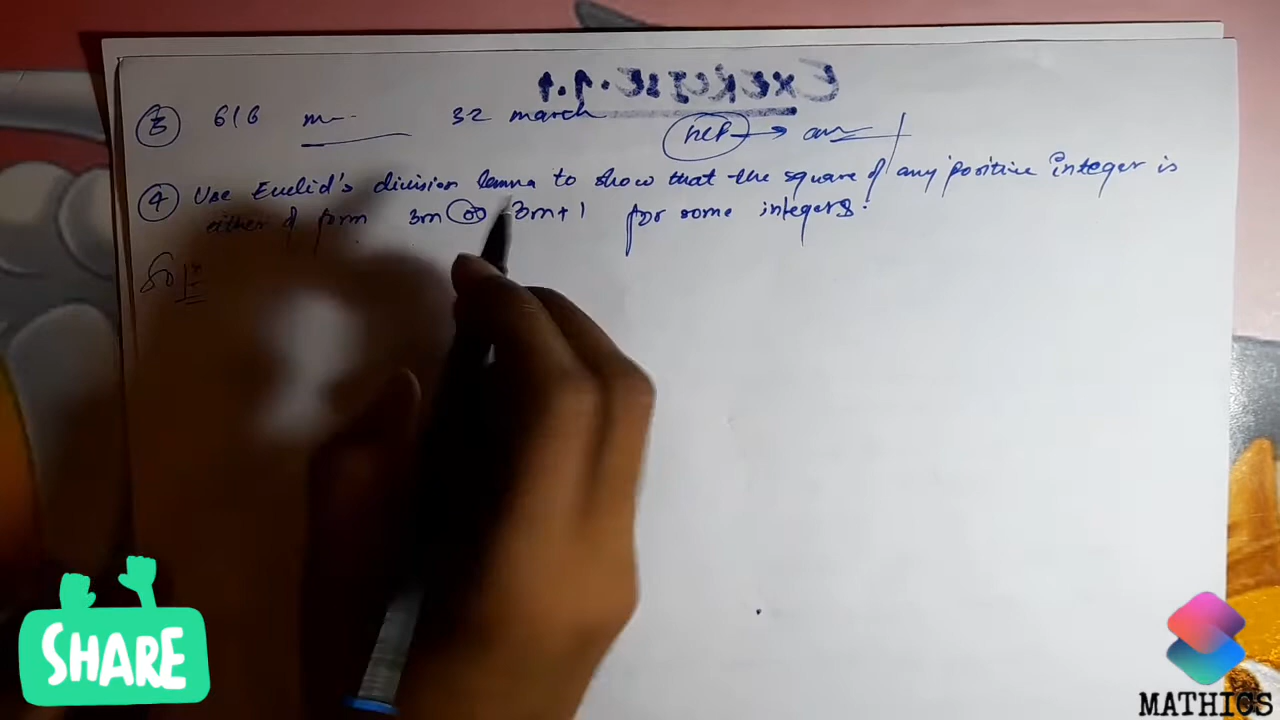 EXERCISE.1.1
③ 616 m-- 32 march HCF → an
④ Use Euclid's division lemma to show that the square of any positive integer is
either of form 3m or 3m+1 for some integers.
Sol
SHARE
MATHICS